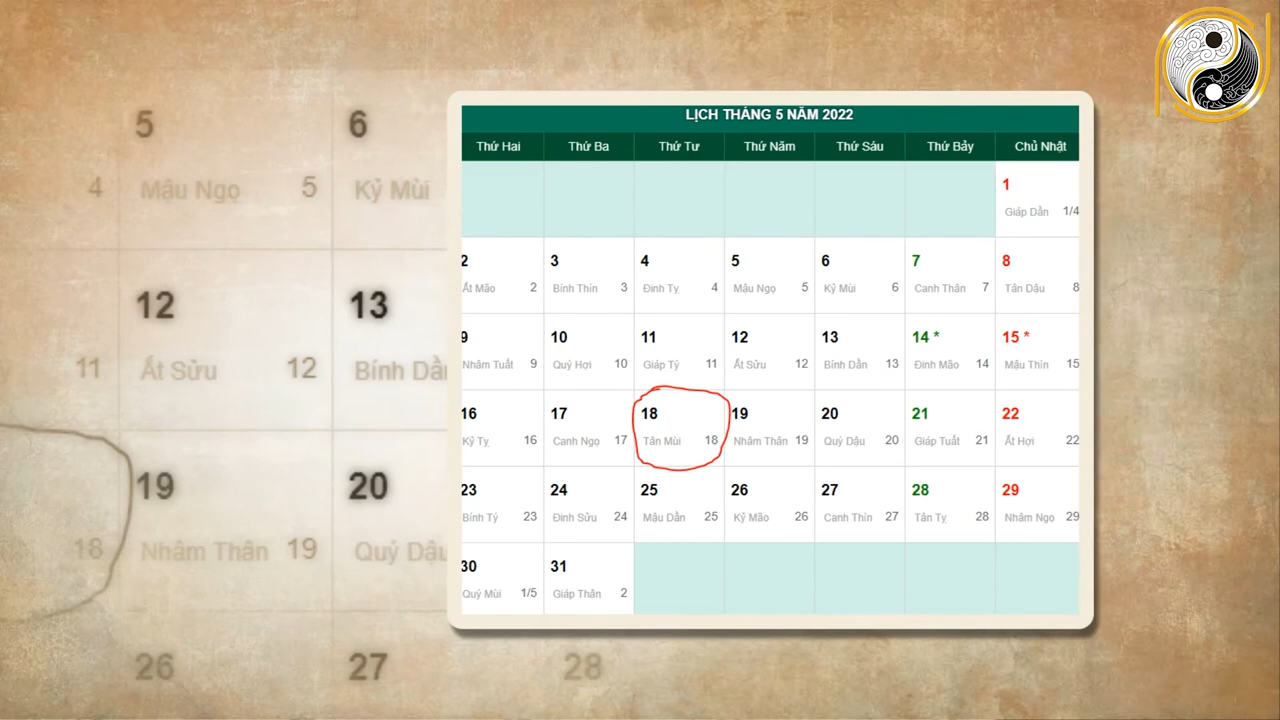 LỊCH THÁNG 5 NĂM 2022
Thứ Hai Thứ Ba Thứ Tư Thứ Năm Thứ Sáu Thứ Bảy Chủ Nhật
1
Giáp Dần 1/4
2 3 4 5 6 7 8
Ất Mão 2 Bính Thìn 3 Đinh Tỵ 4 Mậu Ngọ 5 Kỷ Mùi 6 Canh Thân 7 Tân Dậu 8
9 10 11 12 13 14 * 15 *
Nhâm Tuất 9 Quý Hợi 10 Giáp Tý 11 Ất Sửu 12 Bính Dần 13 Đinh Mão 14 Mậu Thìn 15
16 17 18 19 20 21 22
Kỷ Tỵ 16 Canh Ngọ 17 Tân Mùi 18 Nhâm Thân 19 Quý Dậu 20 Giáp Tuất 21 Ất Hợi 22
23 24 25 26 27 28 29
Bính Tý 23 Đinh Sửu 24 Mậu Dần 25 Kỷ Mão 26 Canh Thìn 27 Tân Tỵ 28 Nhâm Ngọ 29
30 31
Quý Mùi 1/5 Giáp Thân 2
5 6
4 Mậu Ngọ 5 Kỷ Mùi
12 13
11 Ất Sửu 12 Bính Dần
19 20
18 Nhâm Thân 19 Quý Dậu
26 27 28